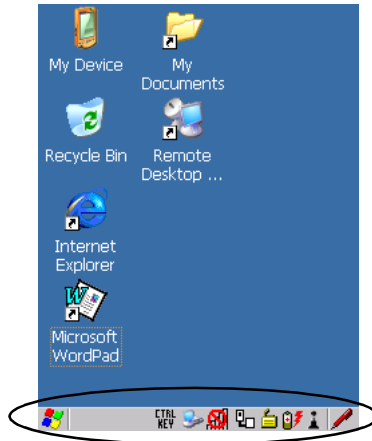 My Device
My
Documents
Recycle Bin
Remote
Desktop ...
Internet
Explorer
Microsoft
WordPad
CTRL
KEY